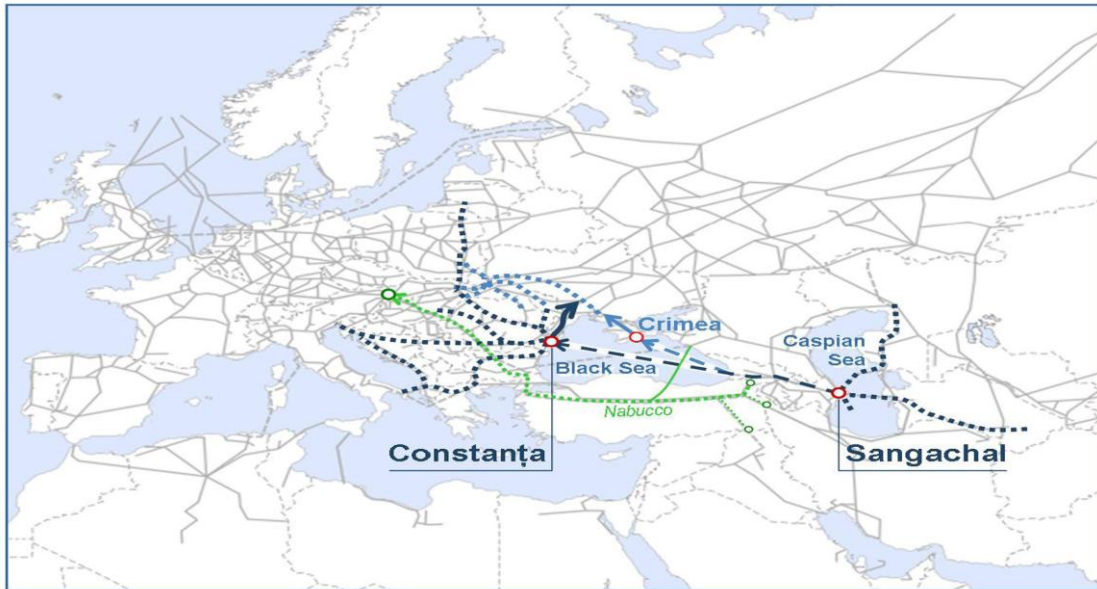 Crimea
Caspian
Sea
Black Sea
Nabucco
Constanța
Sangachal